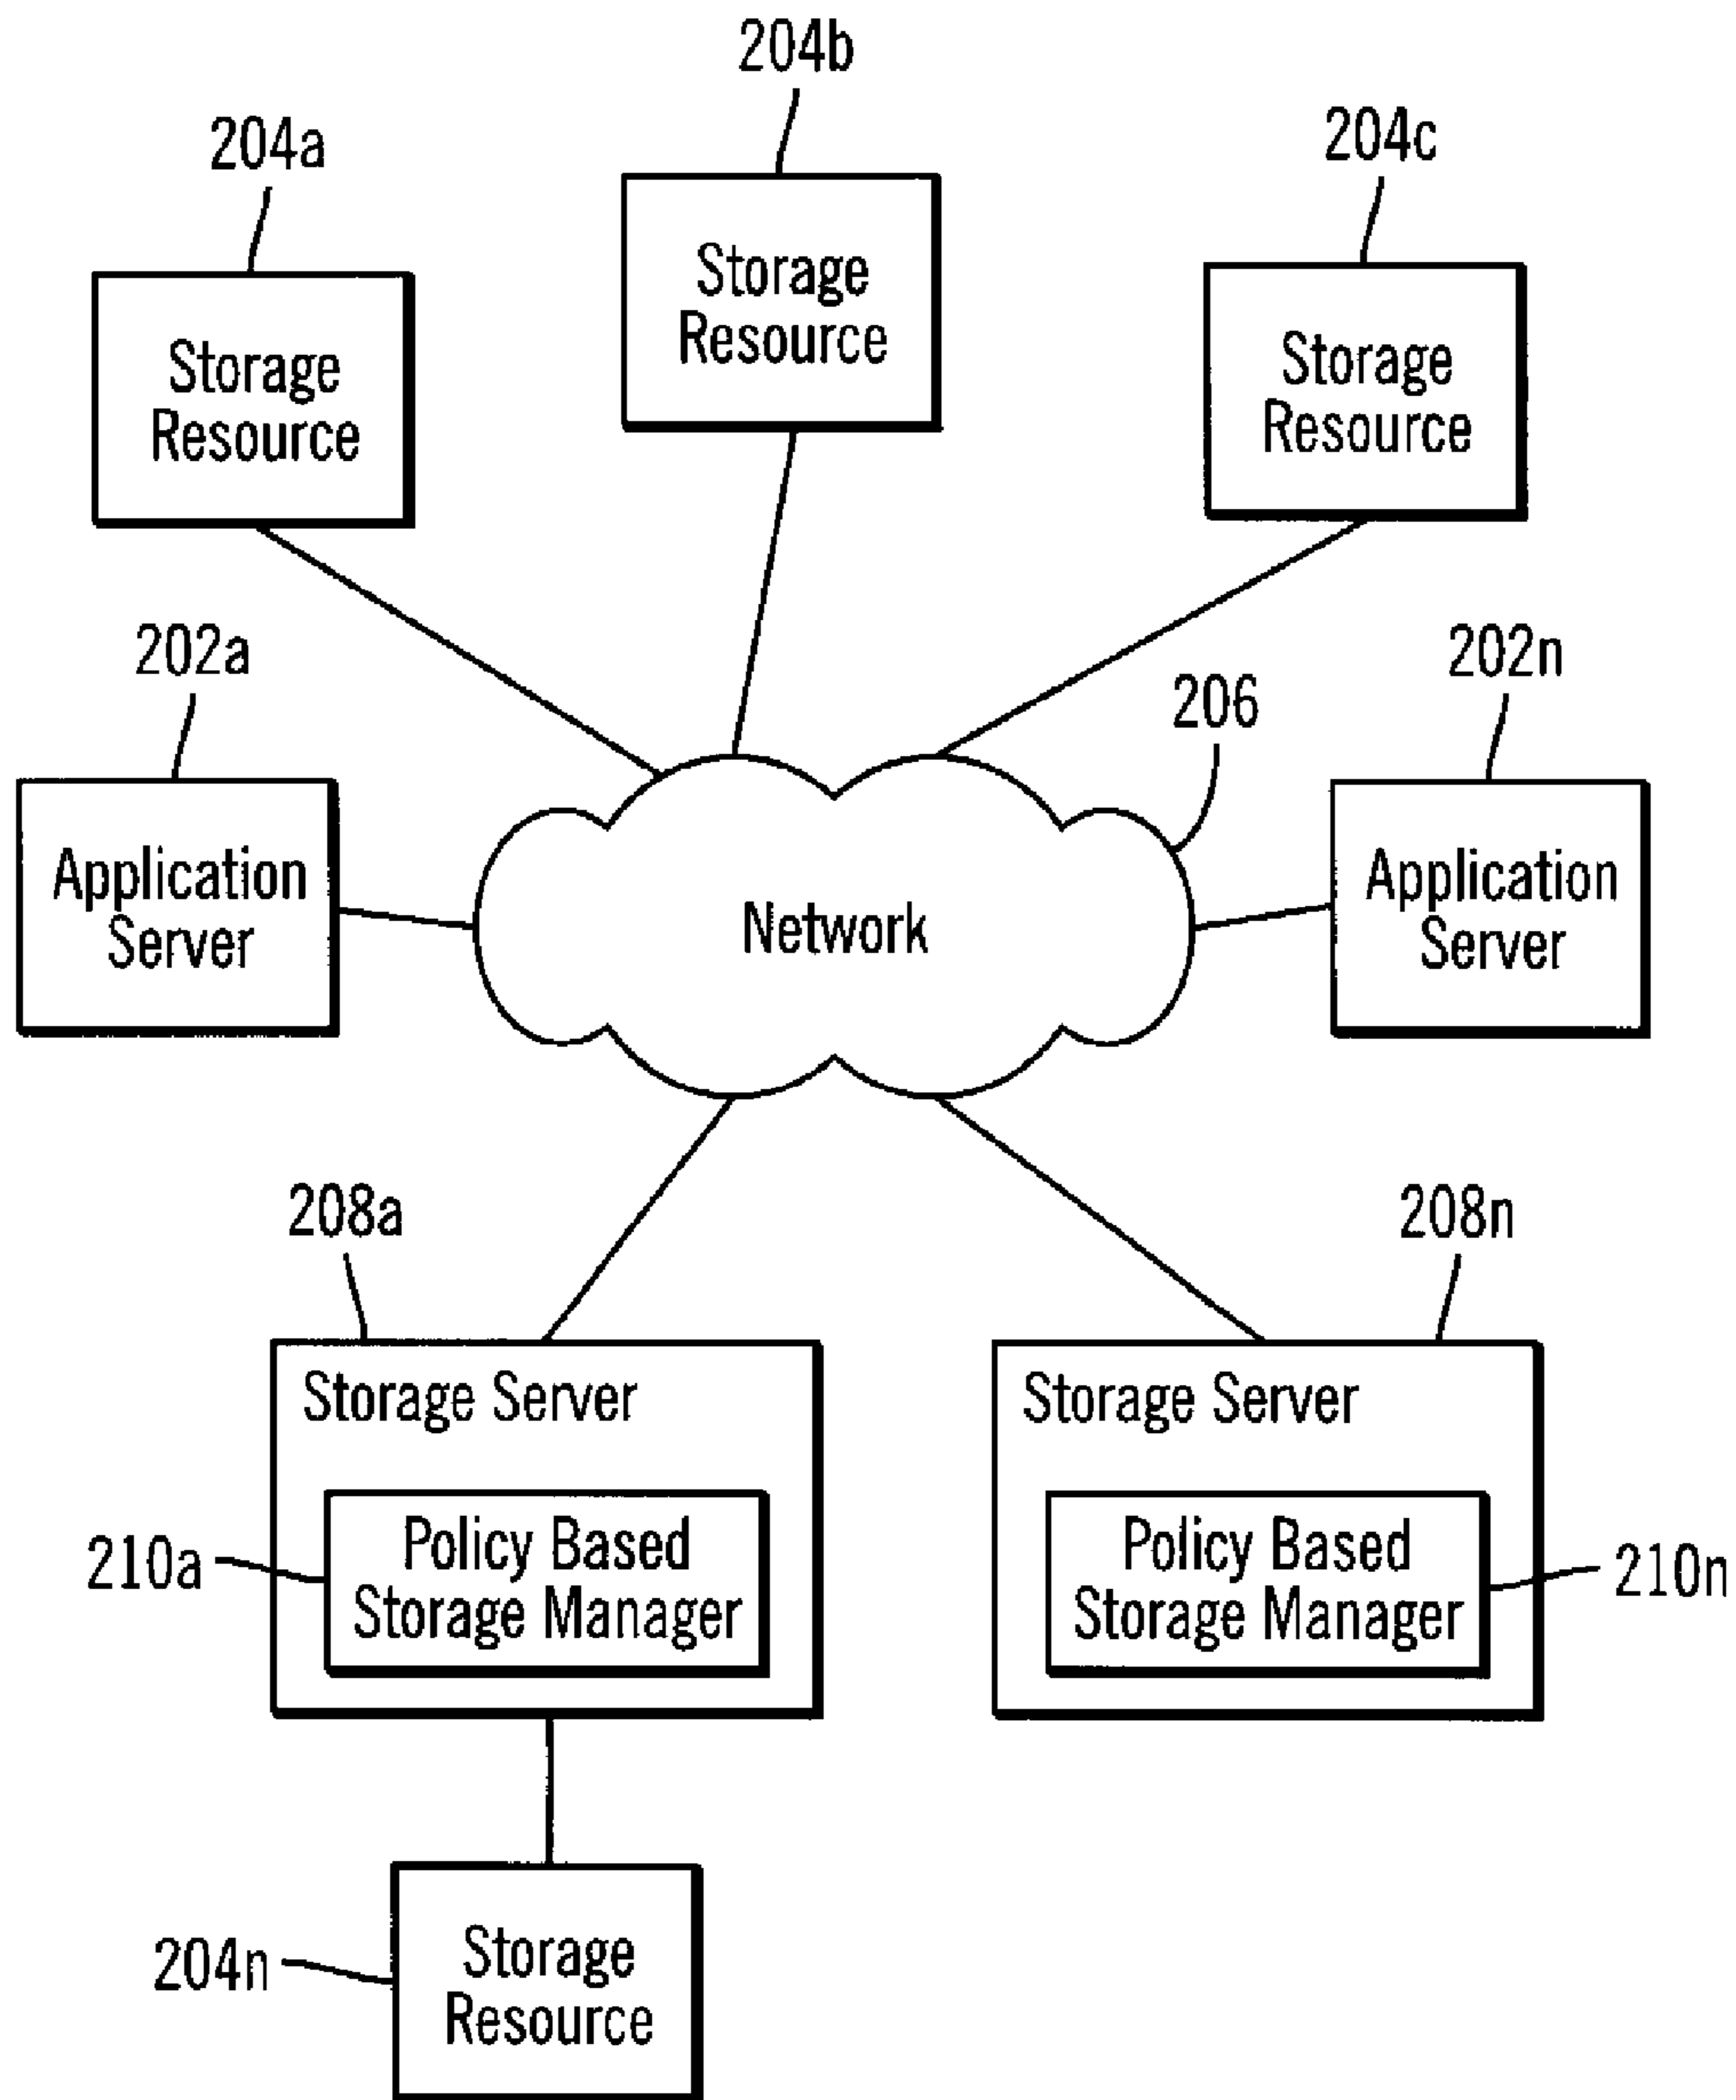 204b
204a
204c
Storage
Resource
Storage
Resource
Storage
Resource
202a
202n
206
Application
Server
Network
Application
Server
208a
208n
Storage Server
Storage Server
210a
Policy Based
Storage Manager
Policy Based
Storage Manager
210n
204n
Storage
Resource